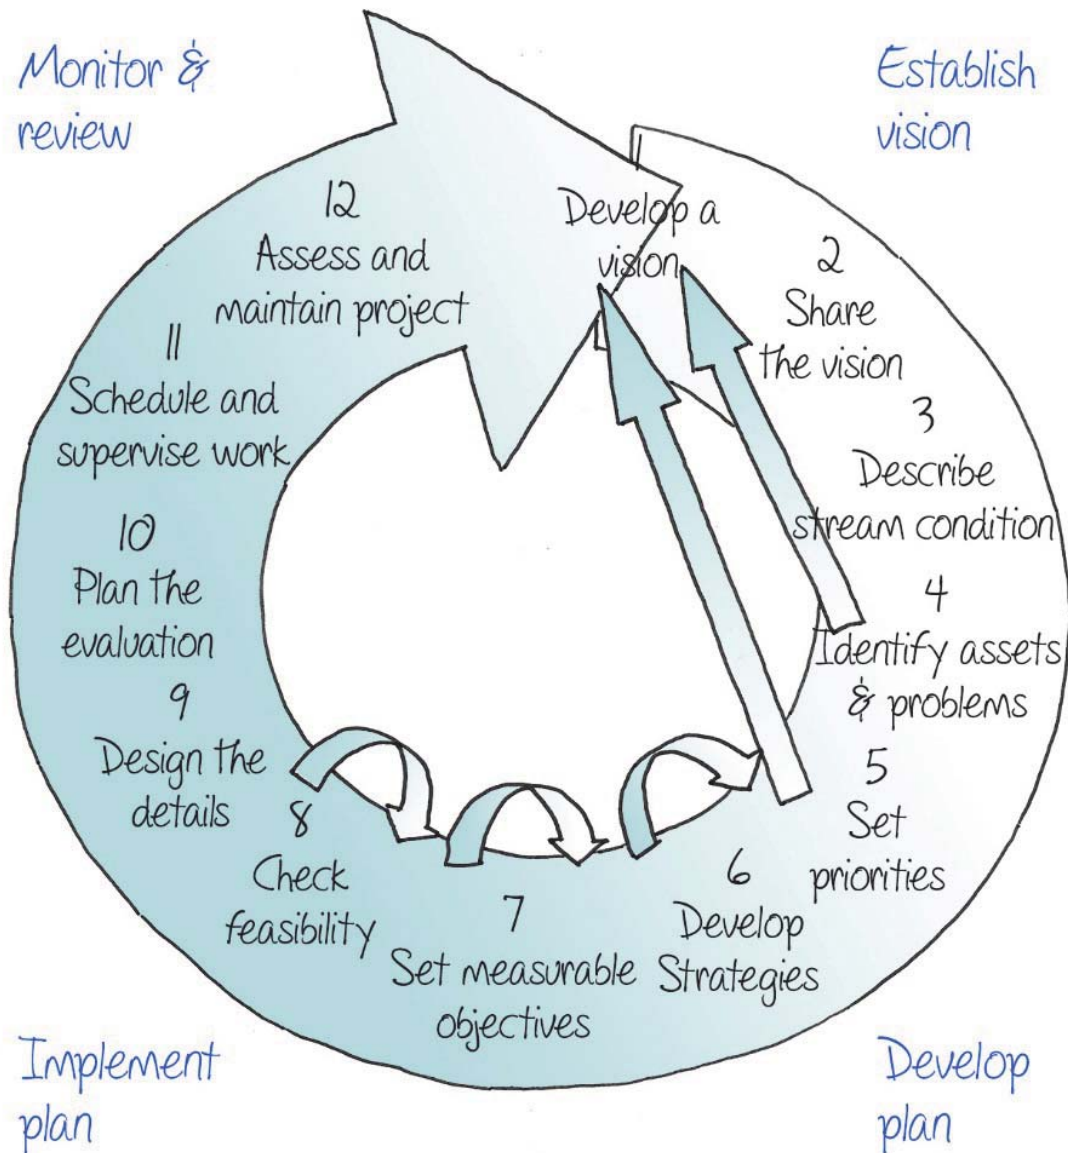 Monitor &
review
Establish
vision
1
Develop a
vision
2
Share
the vision
3
Describe
stream condition
4
Identify assets
& problems
5
Set
priorities
6
Develop
Strategies
7
Set measurable
objectives
8
Check
feasibility
9
Design the
details
10
Plan the
evaluation
11
Schedule and
supervise work
12
Assess and
maintain project
Implement
plan
Develop
plan